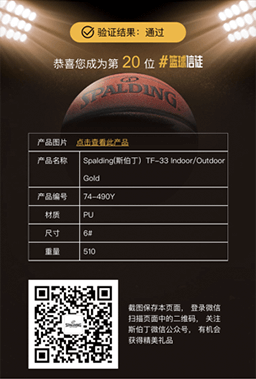 验证结果：通过
恭喜您成为第 20 位 #篮球信徒
SPALDING
产品图片 点击查看此产品
产品名称 Spalding(斯伯丁) TF-33 Indoor/Outdoor
Gold
产品编号 74-490Y
材质 PU
尺寸 6#
重量 510
截图保存本页面， 登录微信
扫描页面中的二维码， 关注
斯伯丁微信公众号， 有机会
获得精美礼品